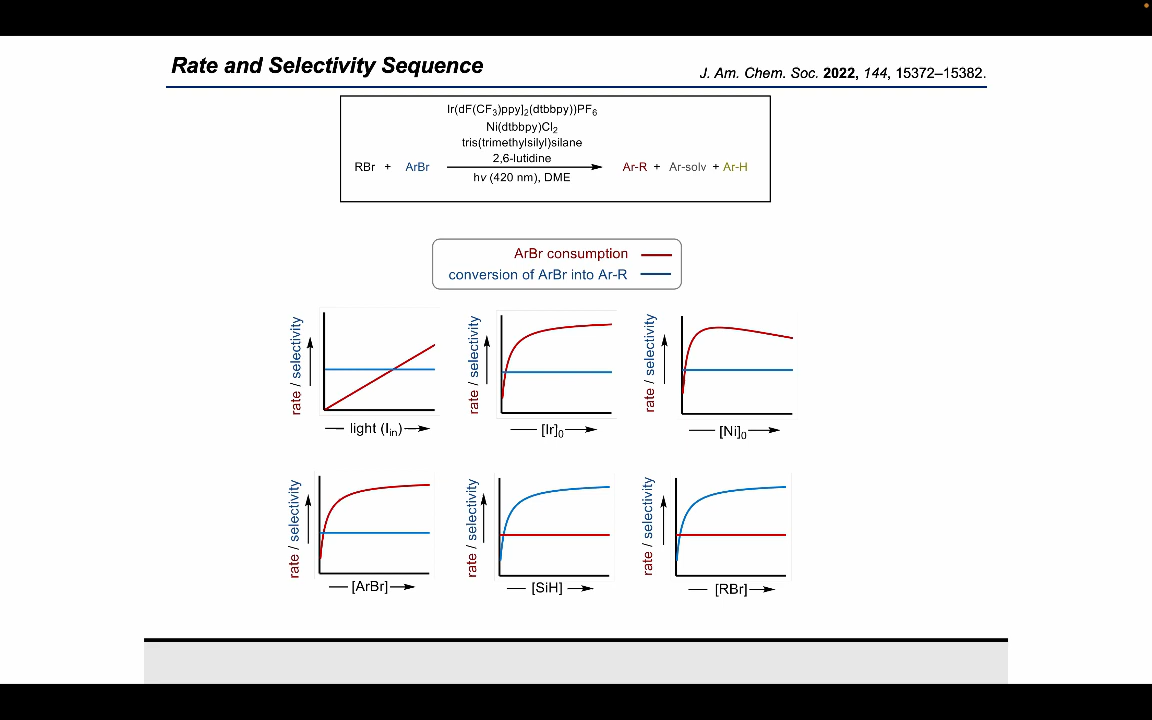 Rate and Selectivity Sequence
J. Am. Chem. Soc. 2022, 144, 15372–15382.
Ir(dF(CF3)ppy]2(dtbbpy))PF6
Ni(dtbbpy)Cl2
tris(trimethylsilyl)silane
2,6-lutidine
RBr + ArBr
Ar-R + Ar-solv + Ar-H
hν (420 nm), DME
ArBr consumption
conversion of ArBr into Ar-R
rate / selectivity
light (Iin)
rate / selectivity
[Ir]0
rate / selectivity
[Ni]0
rate / selectivity
[ArBr]
rate / selectivity
[SiH]
rate / selectivity
[RBr]